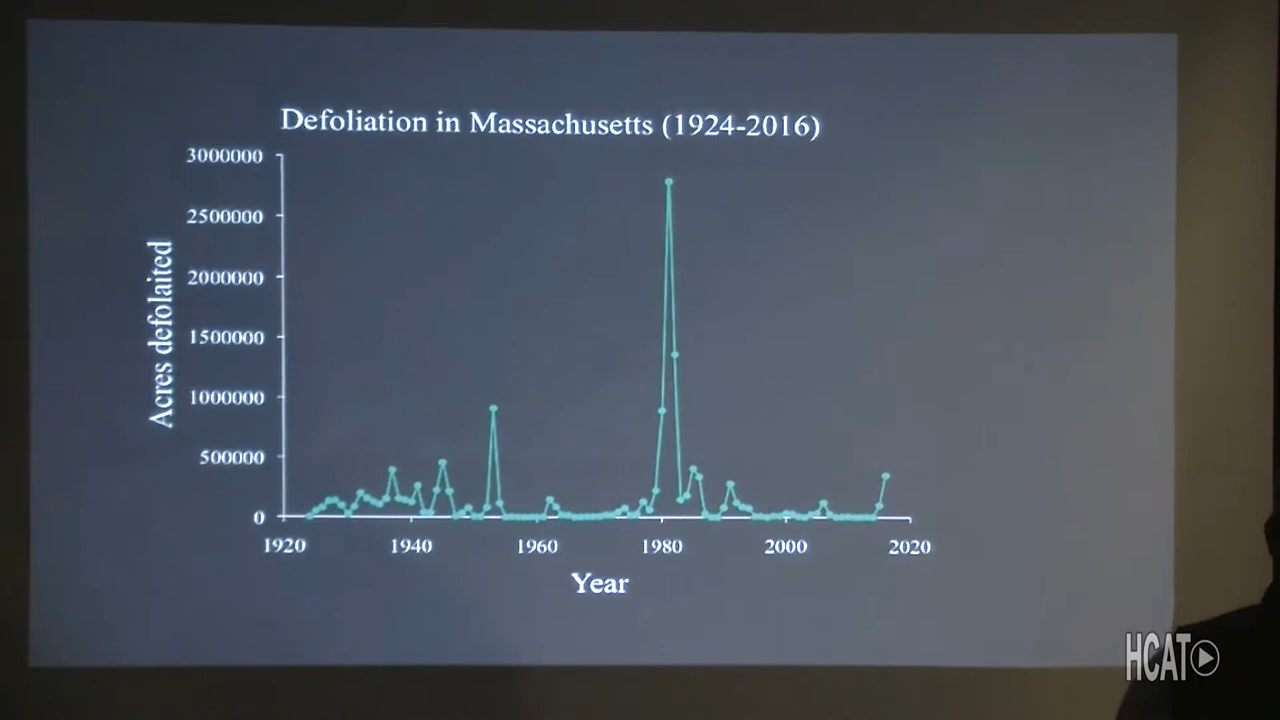 Defoliation in Massachusetts (1924-2016)
3000000
2500000
2000000
1500000
1000000
500000
0
Acres defolaited
1920 1940 1960 1980 2000 2020
Year
HCAT